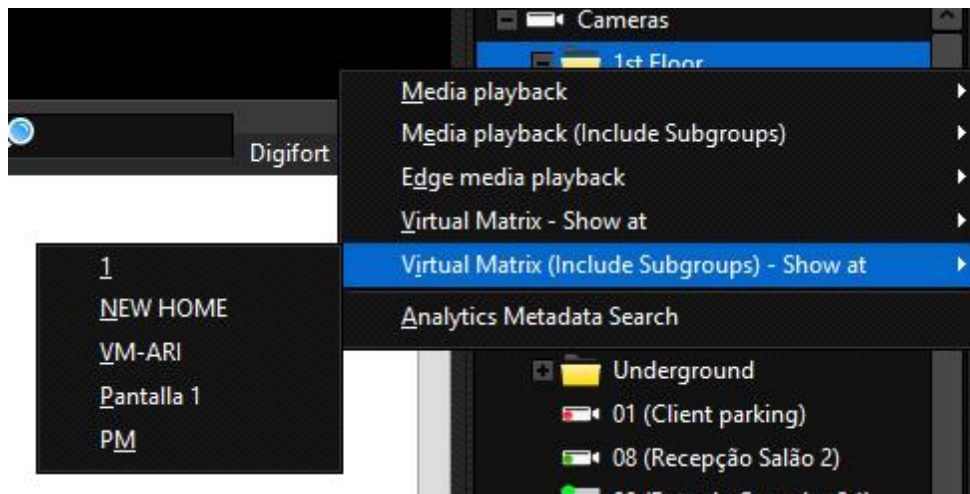 Cameras
1st Floor
Media playback
Media playback (Include Subgroups)
Digifort
Edge media playback
Virtual Matrix - Show at
Virtual Matrix (Include Subgroups) - Show at
Analytics Metadata Search
1
NEW HOME
VM-ARI
Pantalla 1
PM
Underground
01 (Client parking)
08 (Recepção Salão 2)